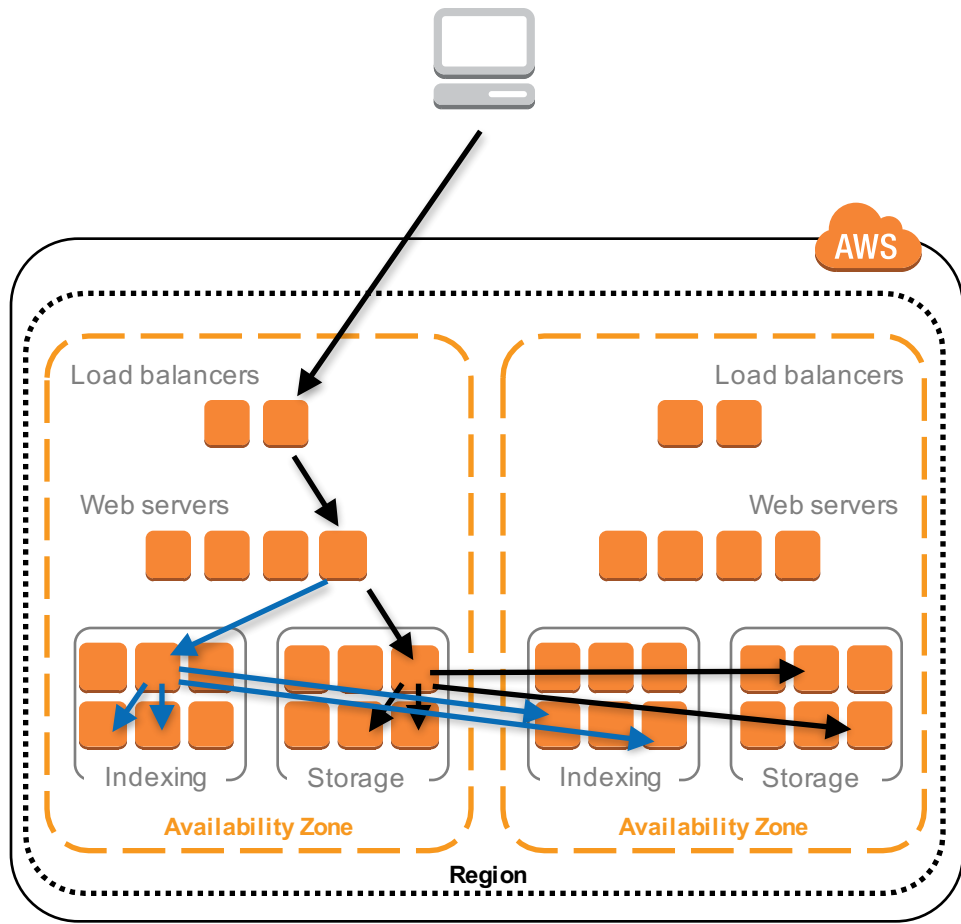 AWS
Load balancers
Load balancers
Web servers
Web servers
Indexing
Storage
Indexing
Storage
Availability Zone
Availability Zone
Region